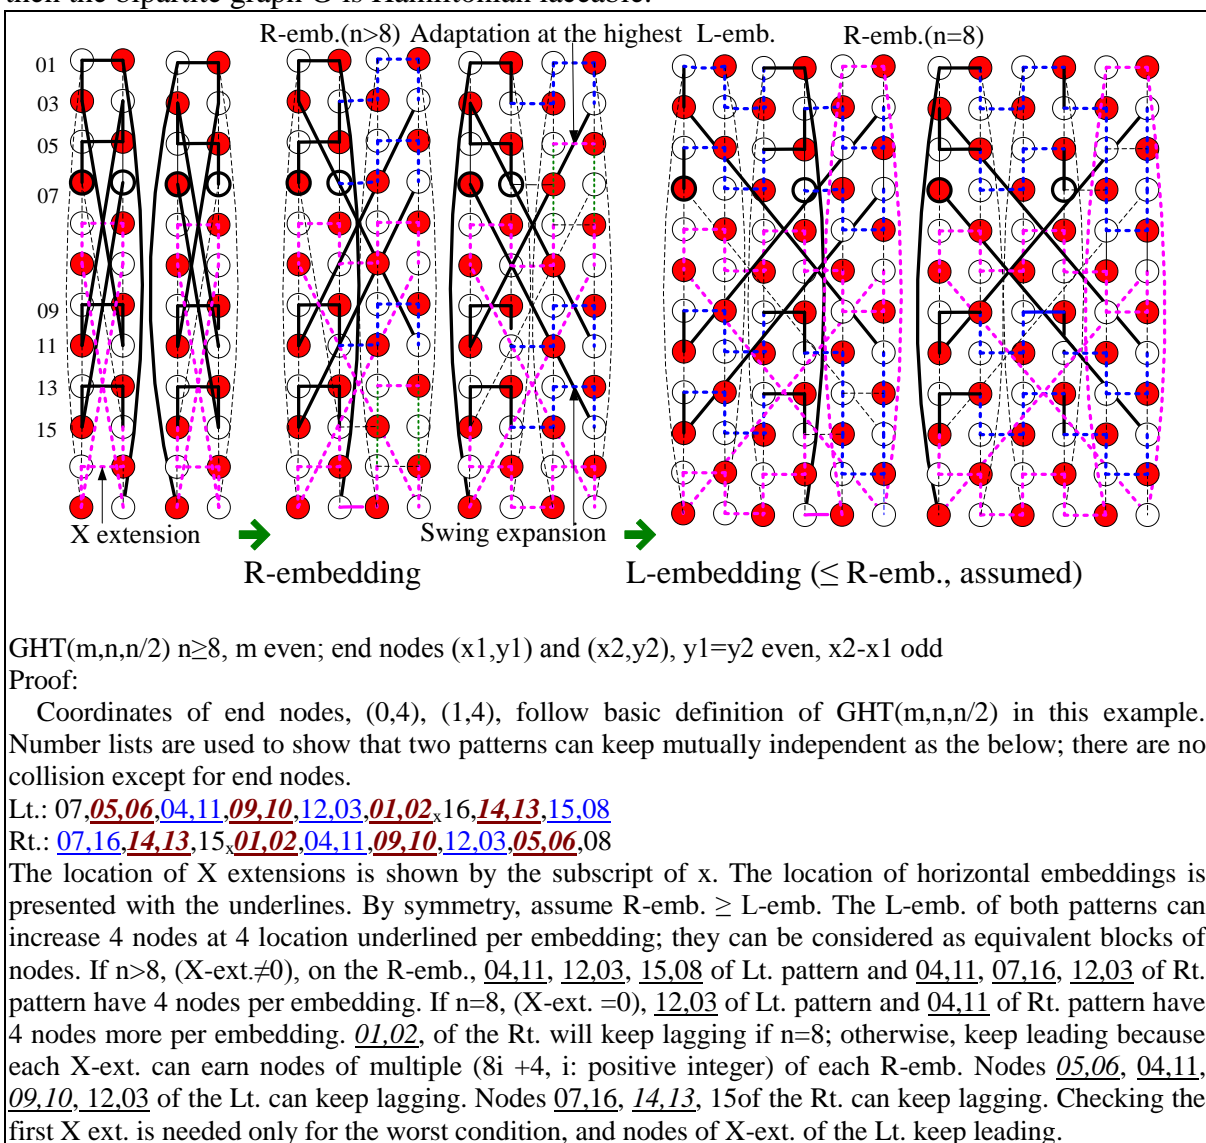 then the bipartite graph G is Hamiltonian laceable.
R-emb.(n>8) Adaptation at the highest L-emb. R-emb.(n=8)
01
03
05
07
09
11
13
15
X extension
Swing expansion
R-embedding
L-embedding (≤ R-emb., assumed)
GHT(m,n,n/2) n≥8, m even; end nodes (x1,y1) and (x2,y2), y1=y2 even, x2-x1 odd
Proof:
Coordinates of end nodes, (0,4), (1,4), follow basic definition of GHT(m,n,n/2) in this example.
Number lists are used to show that two patterns can keep mutually independent as the below; there are no
collision except for end nodes.
Lt.: 07,05,06,04,11,09,10,12,03,01,02x16,14,13,15,08
Rt.: 07,16,14,13,15x01,02,04,11,09,10,12,03,05,06,08
The location of X extensions is shown by the subscript of x. The location of horizontal embeddings is
presented with the underlines. By symmetry, assume R-emb. ≥ L-emb. The L-emb. of both patterns can
increase 4 nodes at 4 location underlined per embedding; they can be considered as equivalent blocks of
nodes. If n>8, (X-ext.≠0), on the R-emb., 04,11, 12,03, 15,08 of Lt. pattern and 04,11, 07,16, 12,03 of Rt.
pattern have 4 nodes per embedding. If n=8, (X-ext. =0), 12,03 of Lt. pattern and 04,11 of Rt. pattern have
4 nodes more per embedding. 01,02, of the Rt. will keep lagging if n=8; otherwise, keep leading because
each X-ext. can earn nodes of multiple (8i +4, i: positive integer) of each R-emb. Nodes 05,06, 04,11,
09,10, 12,03 of the Lt. can keep lagging. Nodes 07,16, 14,13, 15of the Rt. can keep lagging. Checking the
first X ext. is needed only for the worst condition, and nodes of X-ext. of the Lt. keep leading.